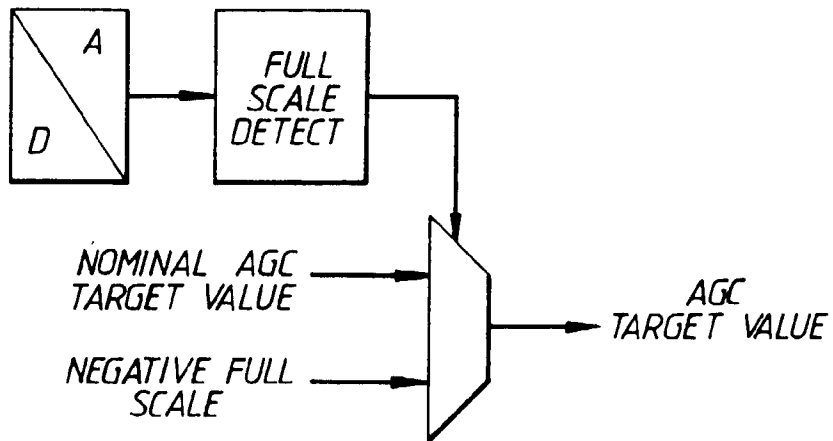 A
D
FULL
SCALE
DETECT
NOMINAL AGC
TARGET VALUE
NEGATIVE FULL
SCALE
AGC
TARGET VALUE